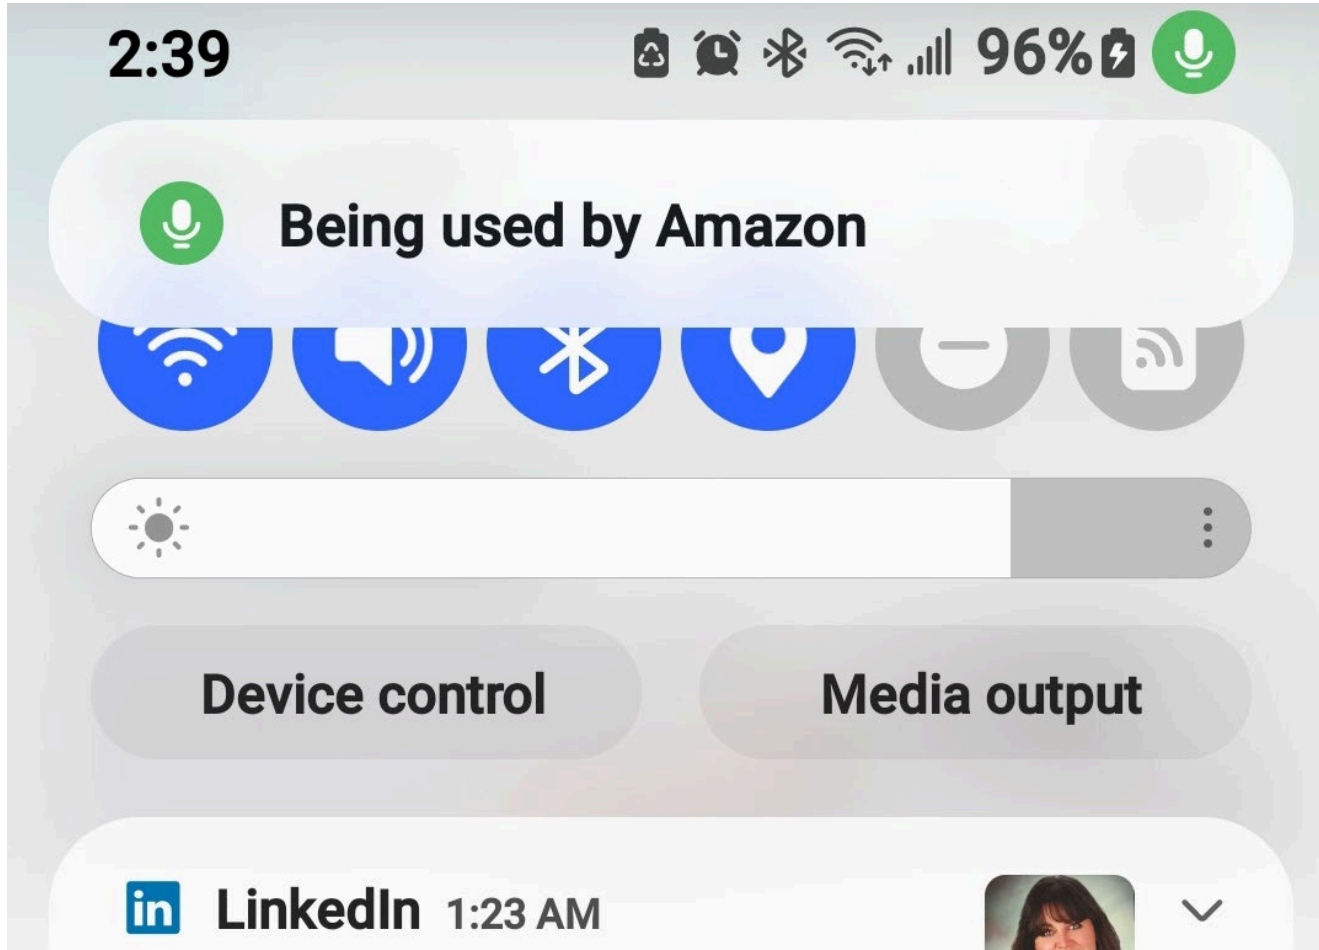 2:39 96%
Being used by Amazon
Device control Media output
in LinkedIn 1:23 AM